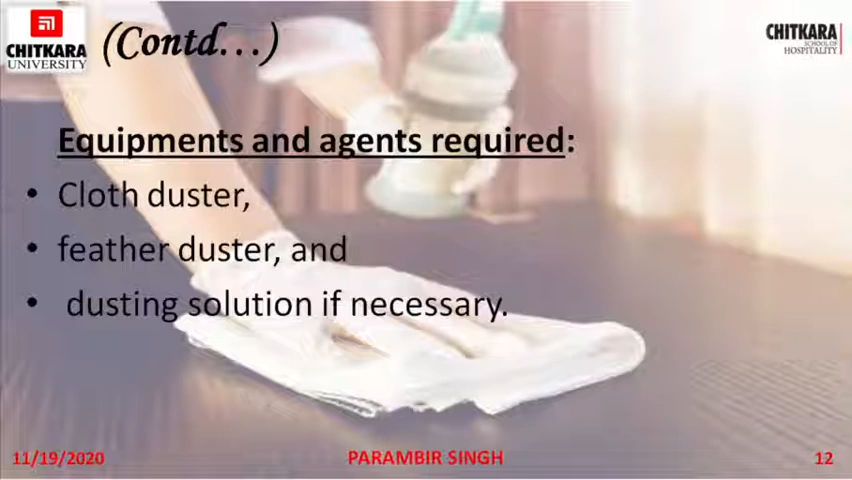 CHITKARA
UNIVERSITY
(Contd...)
CHITKARA
SCHOOL OF
HOSPITALITY
Equipments and agents required:
• Cloth duster,
• feather duster, and
• dusting solution if necessary.
11/19/2020
PARAMBIR SINGH
12